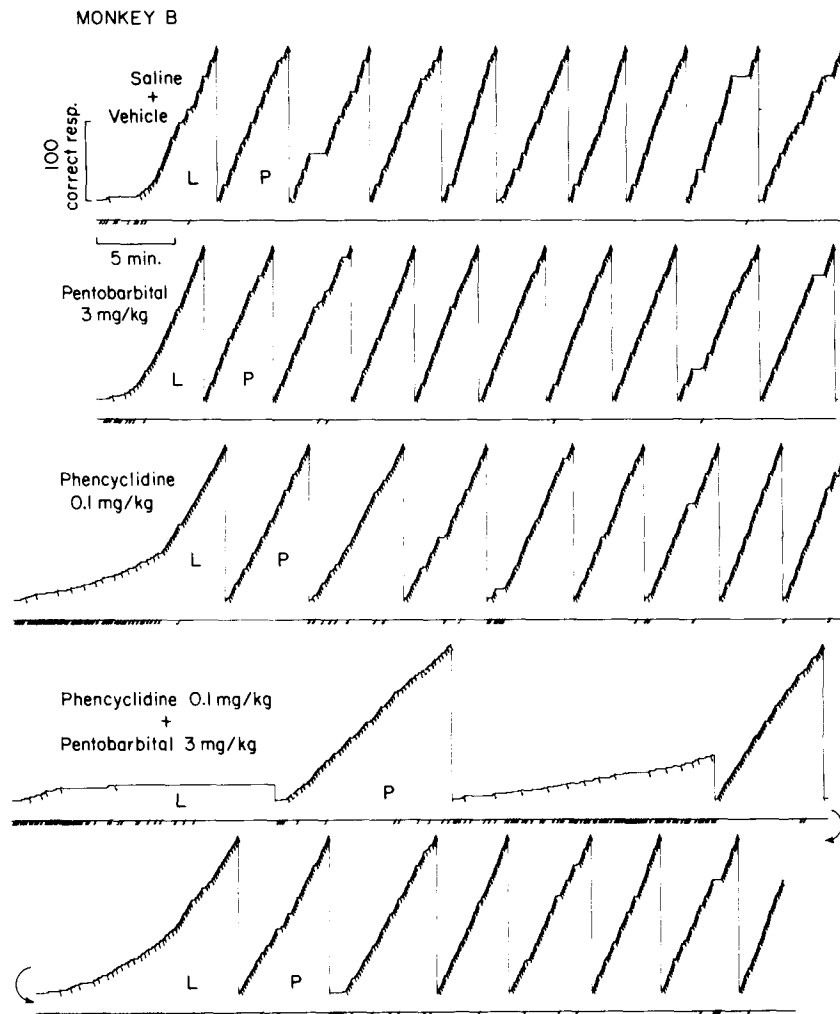 MONKEY B
Saline
+
Vehicle
100
correct resp.
L P
5 min.
Pentobarbital
3 mg/kg
L P
Phencyclidine
0.1 mg/kg
L P
Phencyclidine 0.1 mg/kg
+
Pentobarbital 3 mg/kg
L P
L P